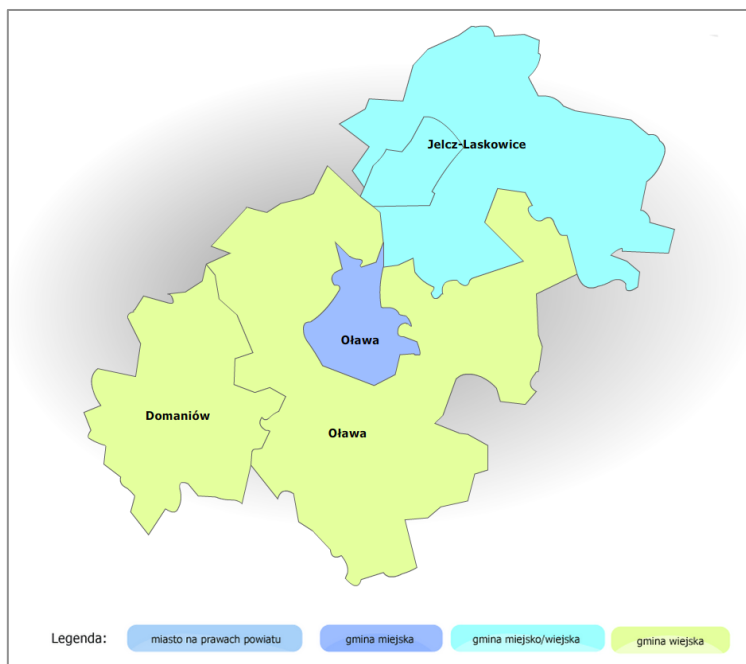 Jelcz-Laskowice
Oława
Domaniów
Oława
Legenda:
miasto na prawach powiatu
gmina miejska
gmina miejsko/wiejska
gmina wiejska